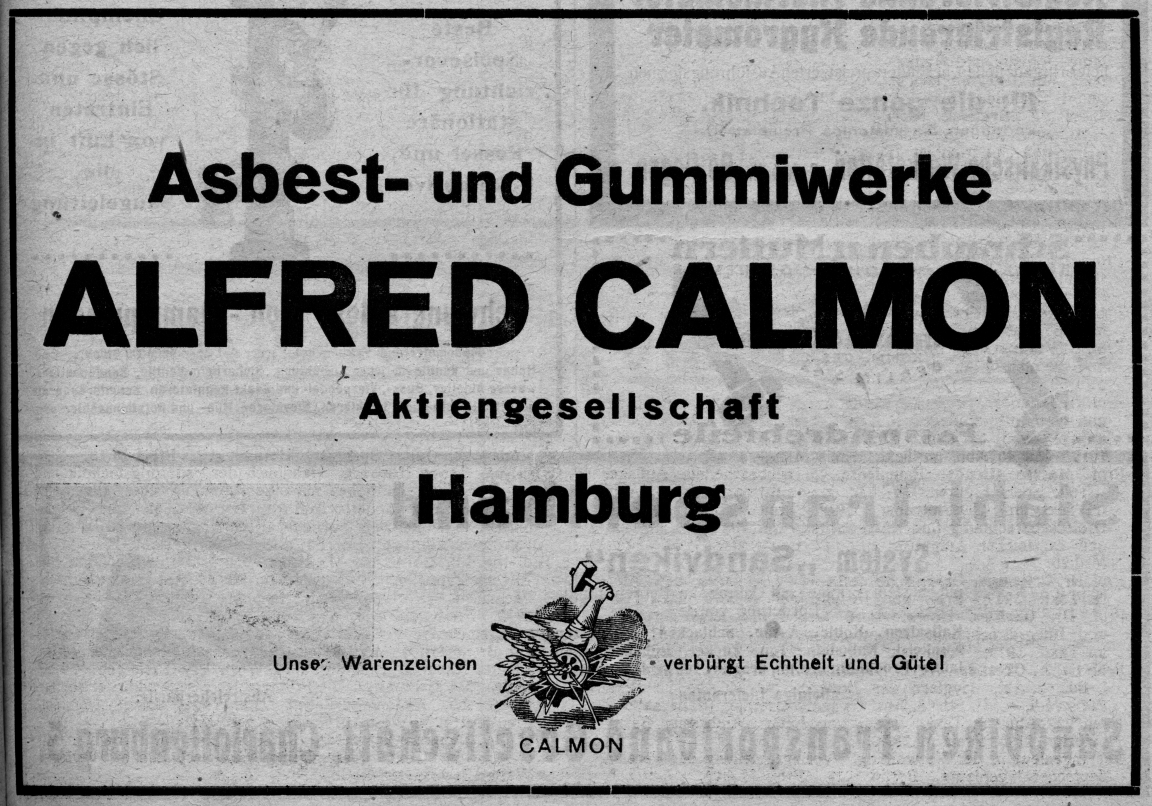 Asbest- und Gummiwerke
ALFRED CALMON
Aktiengesellschaft
Hamburg
Unser Warenzeichen verbürgt Echtheit und Güte!
CALMON